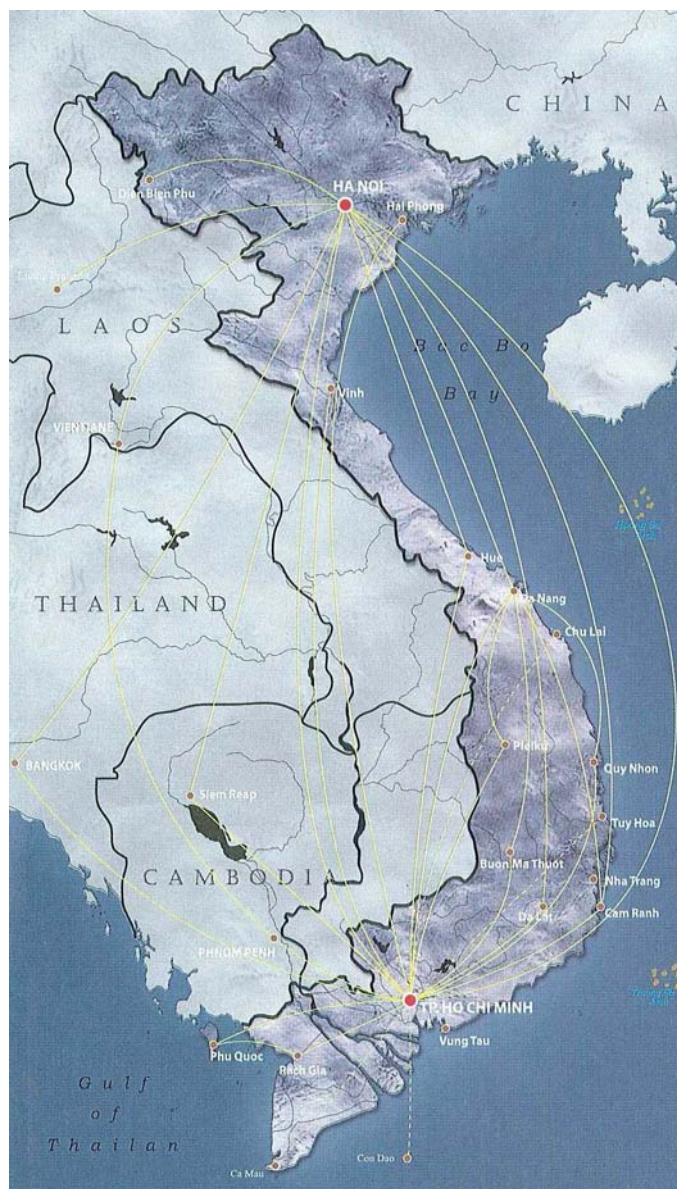 CHINA
Dien Bien Phu
HA NOI
Hai Phong
LAOS
Bac Bo
Bay
Vinh
VIENTIANE
Hue
Da Nang
THAILAND
Chu Lai
Pleiku
BANGKOK
Quy Nhon
Siem Reap
Tuy Hoa
Buon Ma Thuot
CAMBODIA
Nha Trang
Da Lat
Cam Ranh
PHNOM PENH
TP. HO CHI MINH
Vung Tau
Phu Quoc
Rach Gia
Gulf
of
Thailan
Con Dao
Ca Mau